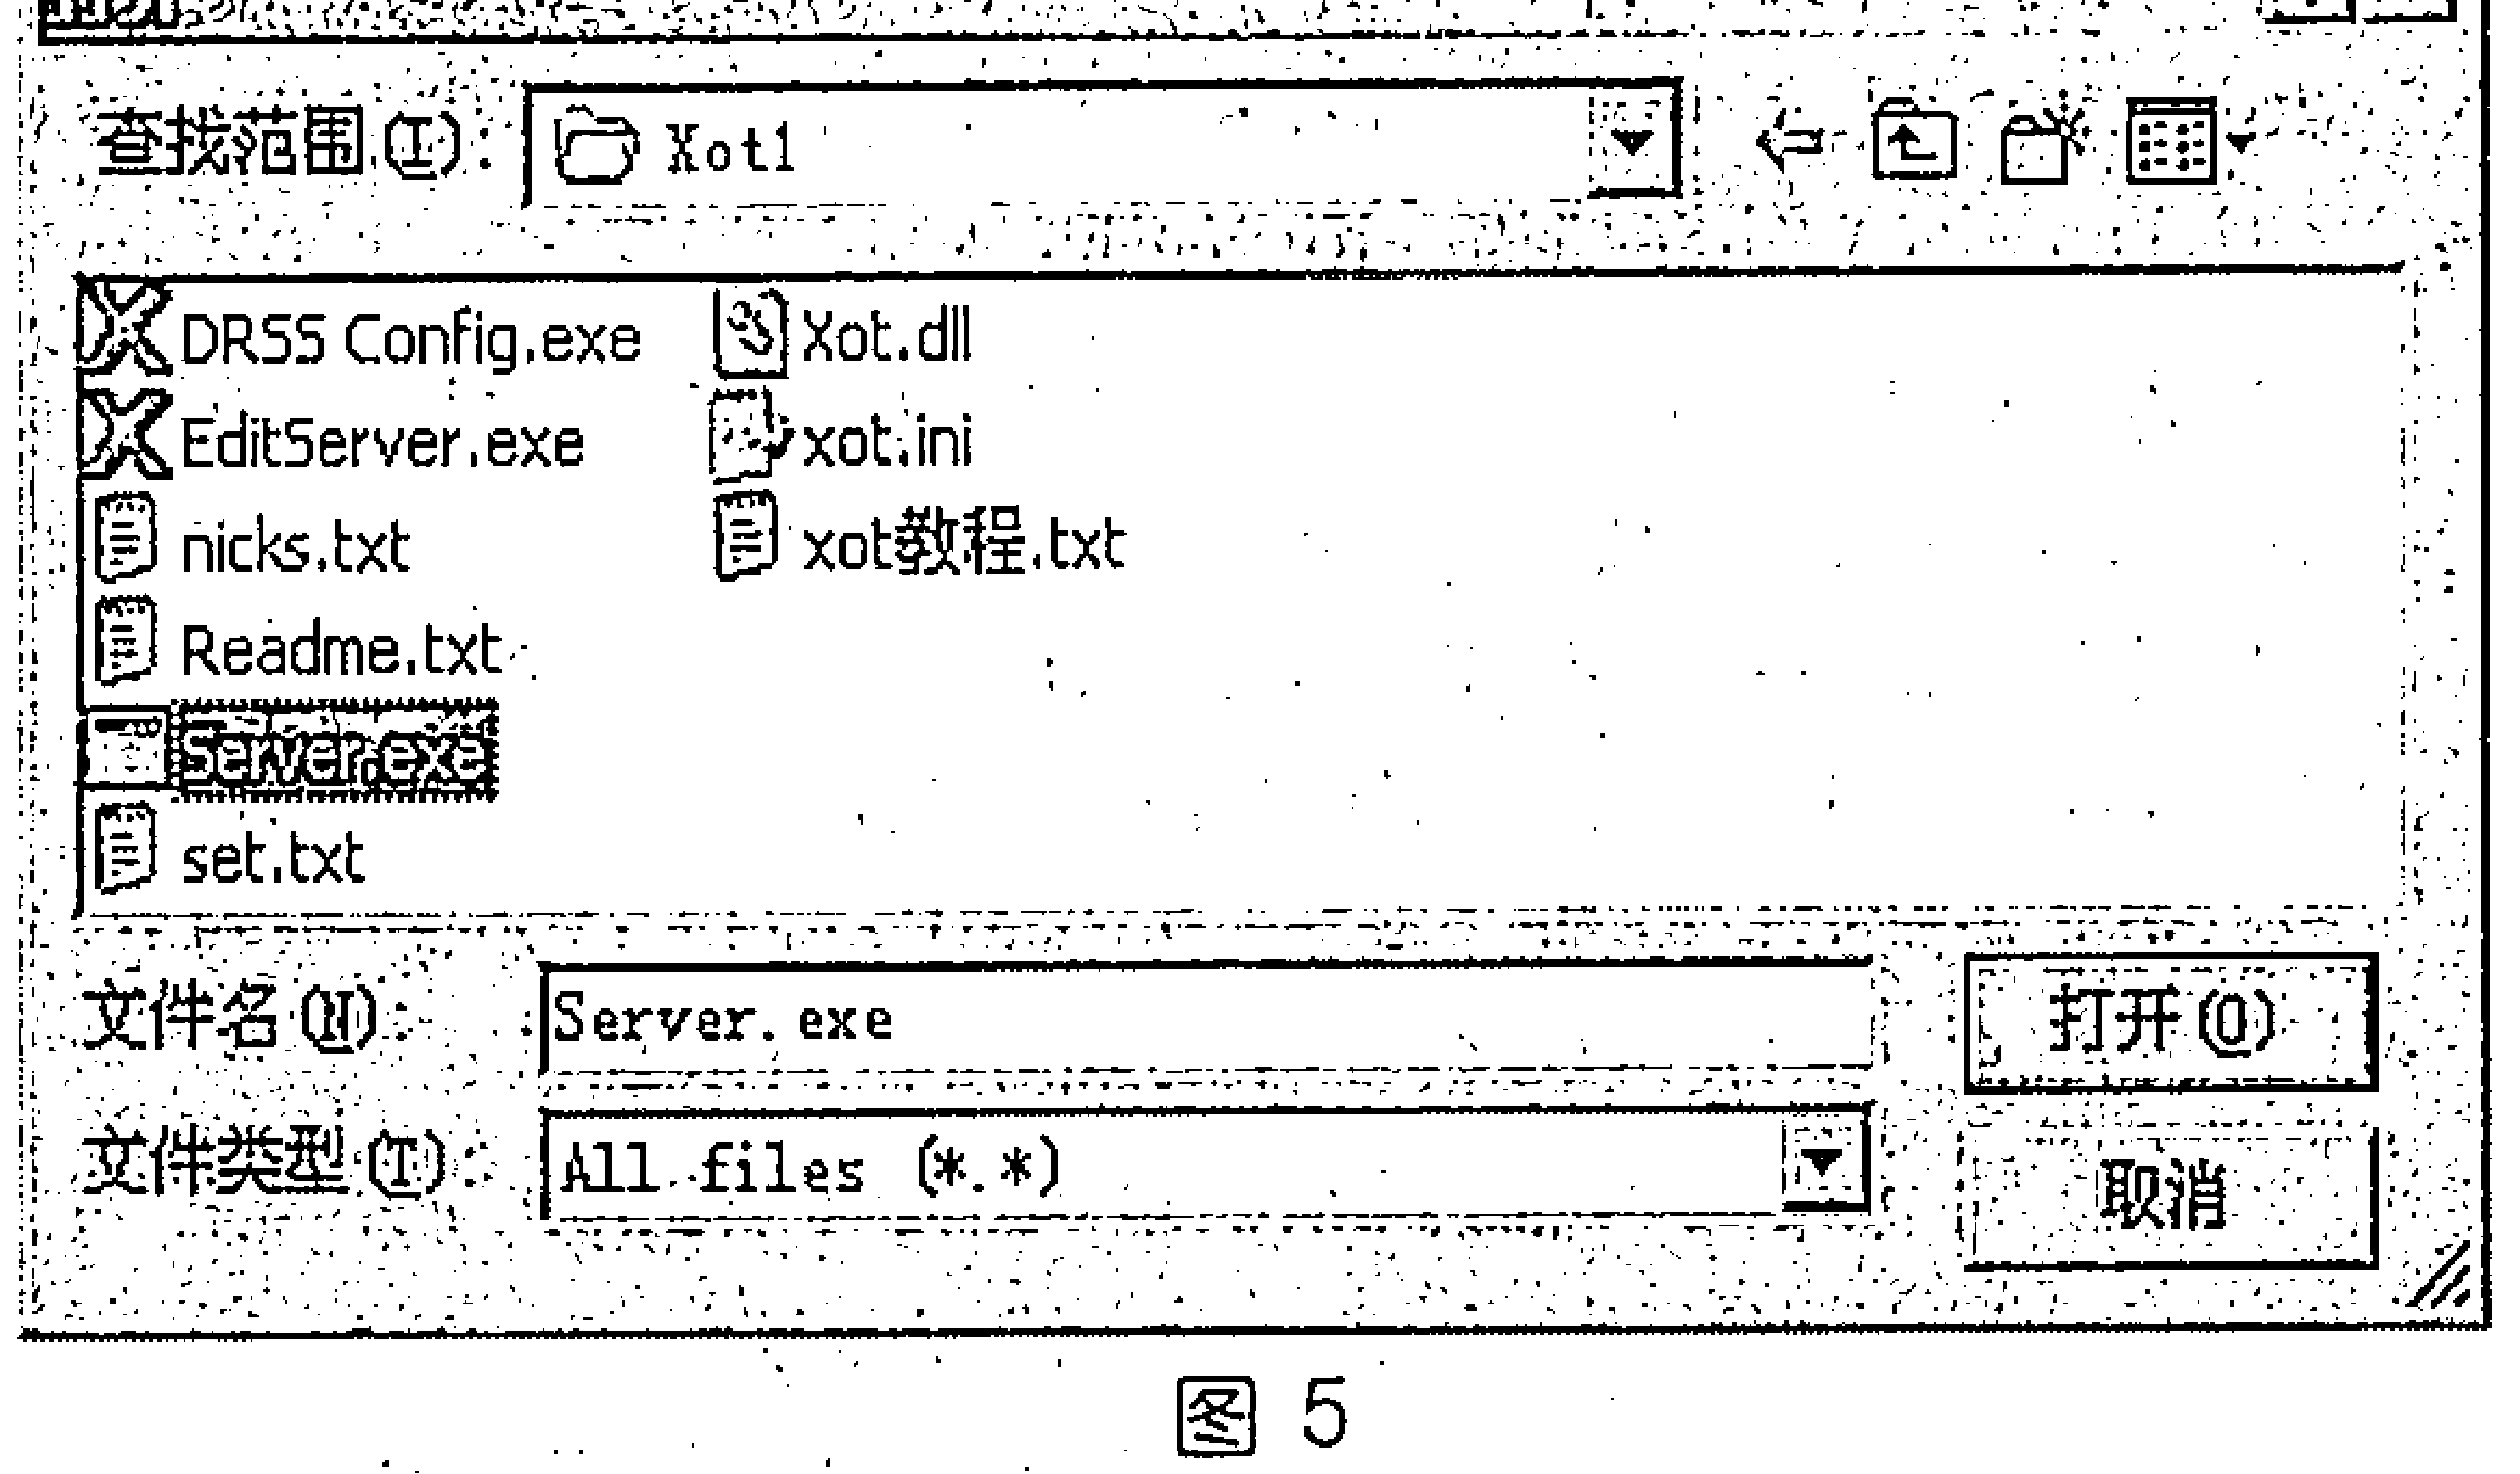 查找范围(I): Xot1
DRSS Config.exe
EditServer.exe
nicks.txt
Readme.txt
Server.exe
set.txt
Xot.dll
xot.ini
xot教程.txt
文件名(N): Server.exe 打开(O)
文件类型(T): All files (*.*) 取消
图 5